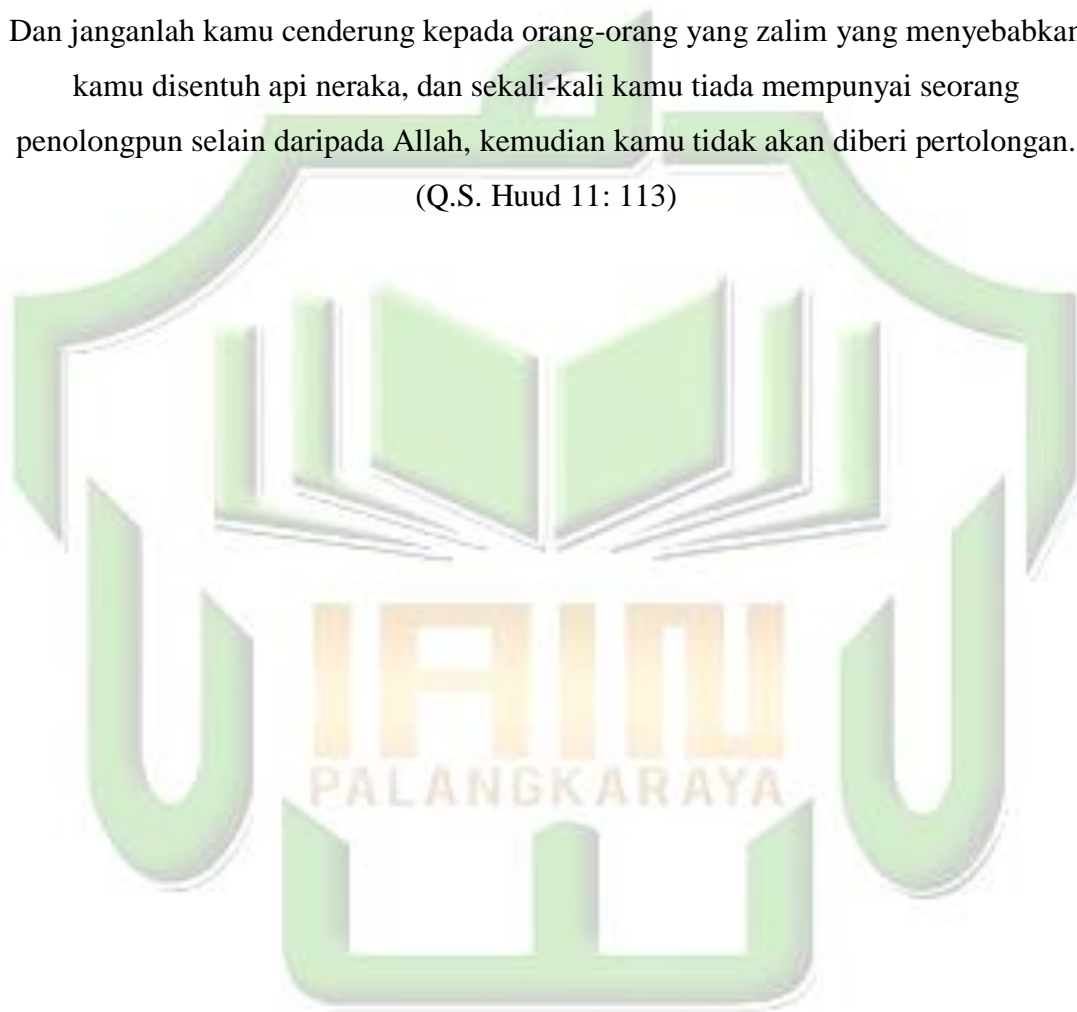 Dan janganlah kamu cenderung kepada orang-orang yang zalim yang menyebabkan
kamu disentuh api neraka, dan sekali-kali kamu tiada mempunyai seorang
penolongpun selain daripada Allah, kemudian kamu tidak akan diberi pertolongan.
(Q.S. Huud 11: 113)
IAIN
PALANGKARAYA